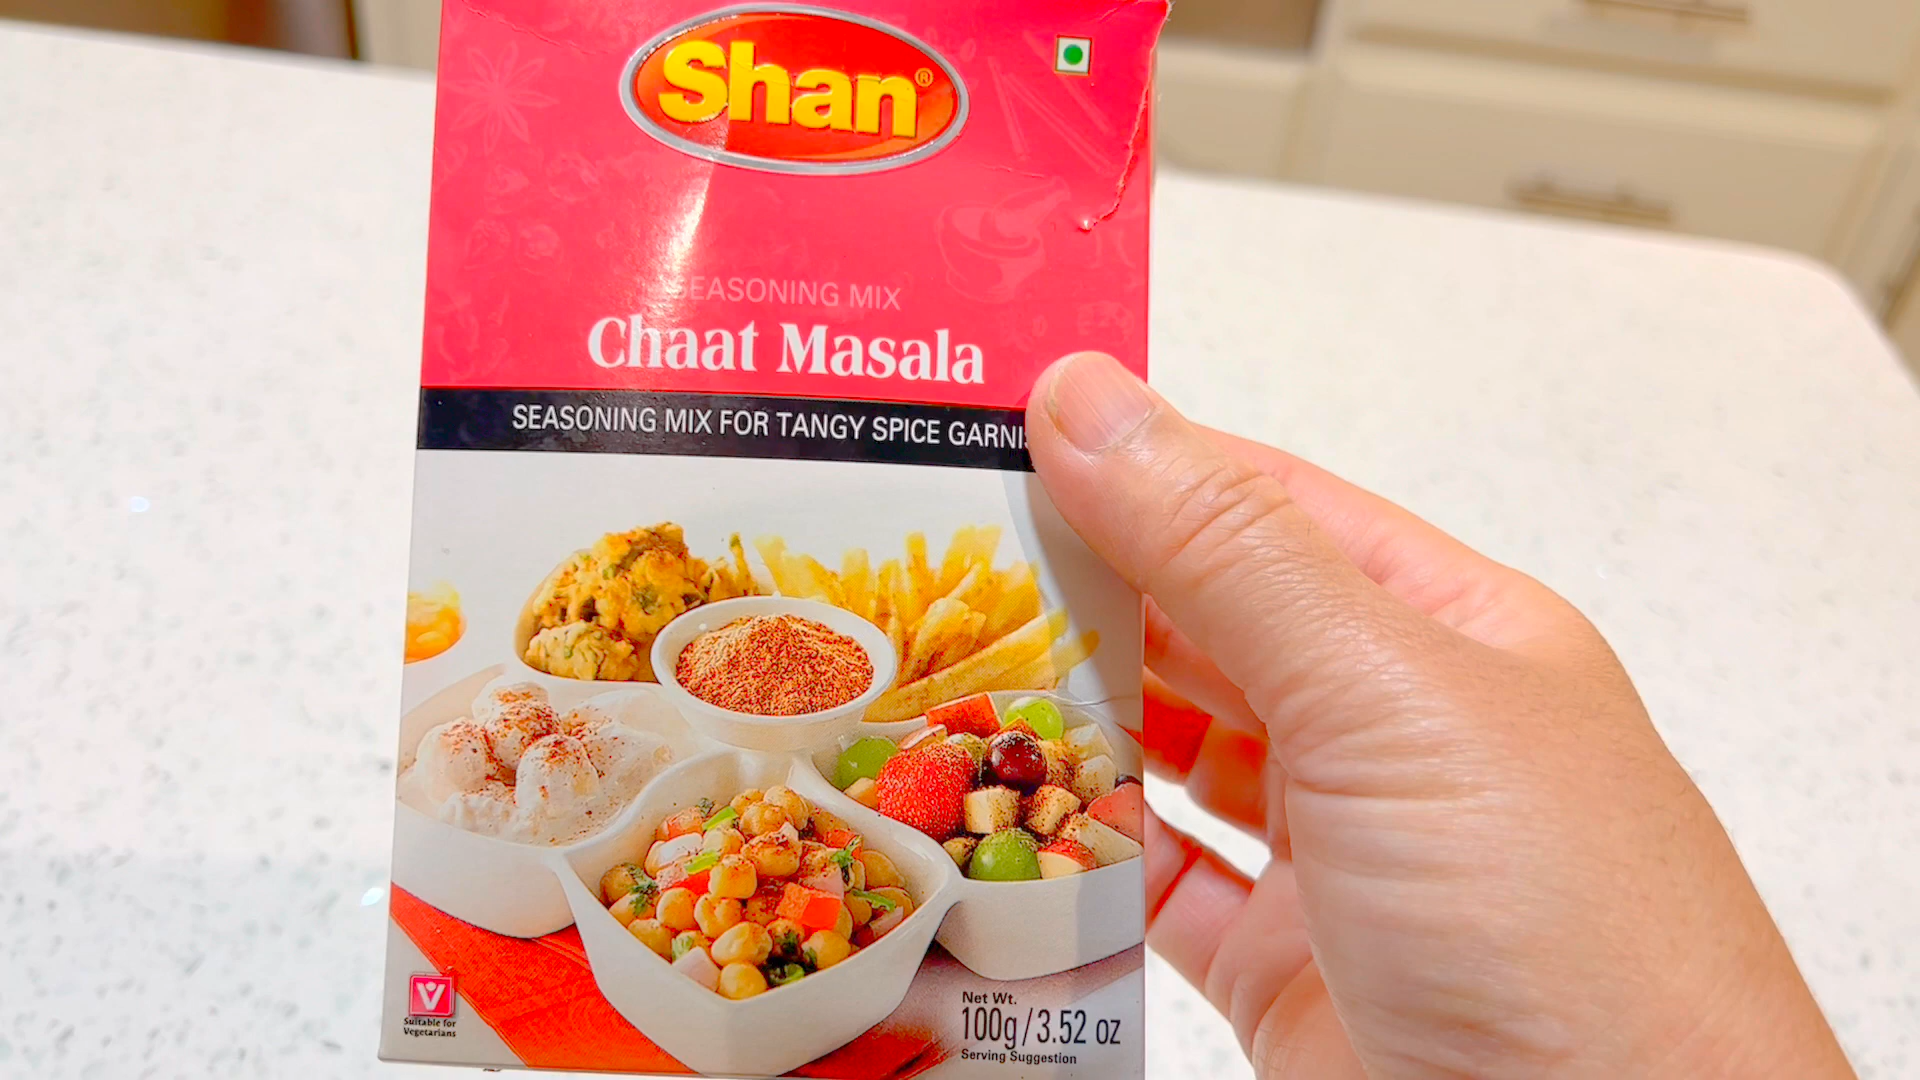 Shan®
SEASONING MIX
Chaat Masala
SEASONING MIX FOR TANGY SPICE
V
Suitable for
Vegetarians
Net Wt.
100g/3.52 oz
Serving Suggestion